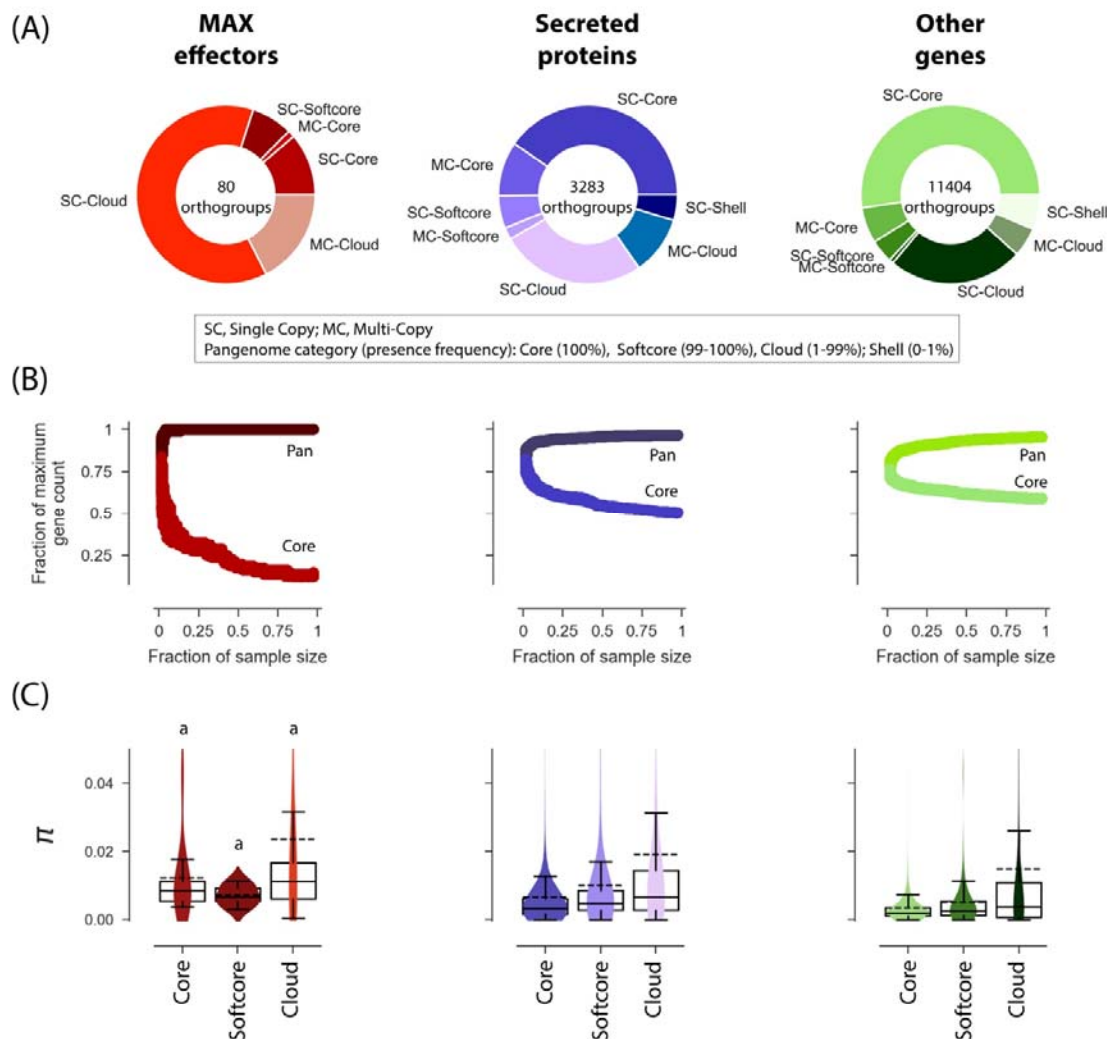 (A)
MAX
effectors
Secreted
proteins
Other
genes
SC-Softcore
MC-Core
SC-Core
SC-Cloud
MC-Cloud
80
orthogroups
SC-Core
MC-Core
SC-Softcore
MC-Softcore
SC-Cloud
MC-Cloud
SC-Shell
3283
orthogroups
SC-Core
MC-Core
SC-Softcore
MC-Softcore
SC-Cloud
MC-Cloud
SC-Shell
11404
orthogroups
SC, Single Copy; MC, Multi-Copy
Pangenome category (presence frequency): Core (100%), Softcore (99-100%), Cloud (1-99%); Shell (0-1%)
(B)
Fraction of maximum
gene count
1
0.75
0.5
0.25
Pan
Core
0 0.25 0.5 0.75 1
Fraction of sample size
Pan
Core
0 0.25 0.5 0.75 1
Fraction of sample size
Pan
Core
0 0.25 0.5 0.75 1
Fraction of sample size
(C)
π
0.04
0.02
0.00
a
a
a
Core
Softcore
Cloud
Core
Softcore
Cloud
Core
Softcore
Cloud